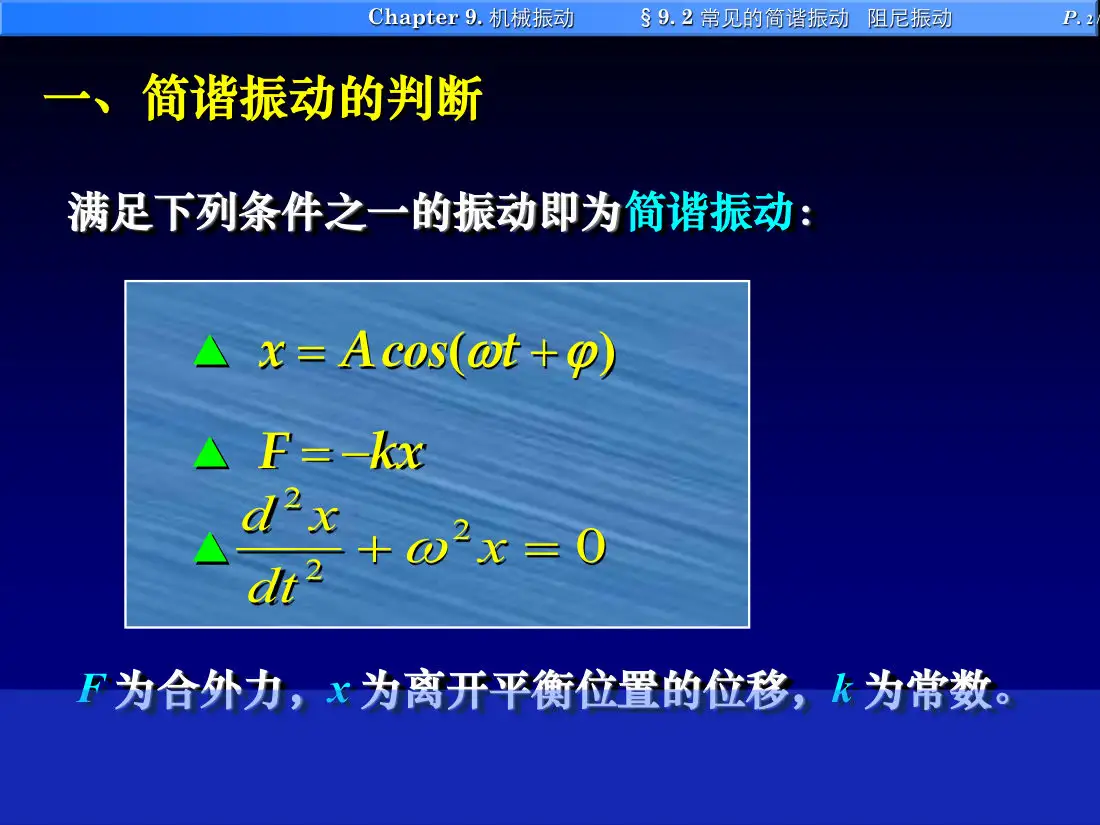 Chapter 9. 机械振动 §9. 2 常见的简谐振动 阻尼振动 P. 2/
一、简谐振动的判断
满足下列条件之一的振动即为简谐振动：
▲ x = A cos(ωt + φ)
▲ F = −kx
▲ d²x/dt² + ω²x = 0
F 为合外力，x 为离开平衡位置的位移，k 为常数。